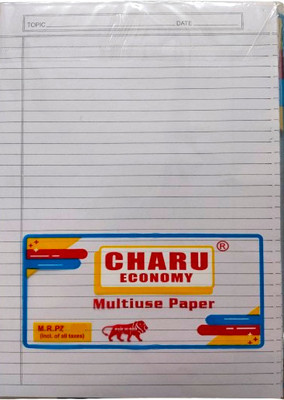 TOPIC DATE
CHARU ®
ECONOMY
Multiuse Paper
M.R.P.₹
(Incl. of all taxes)